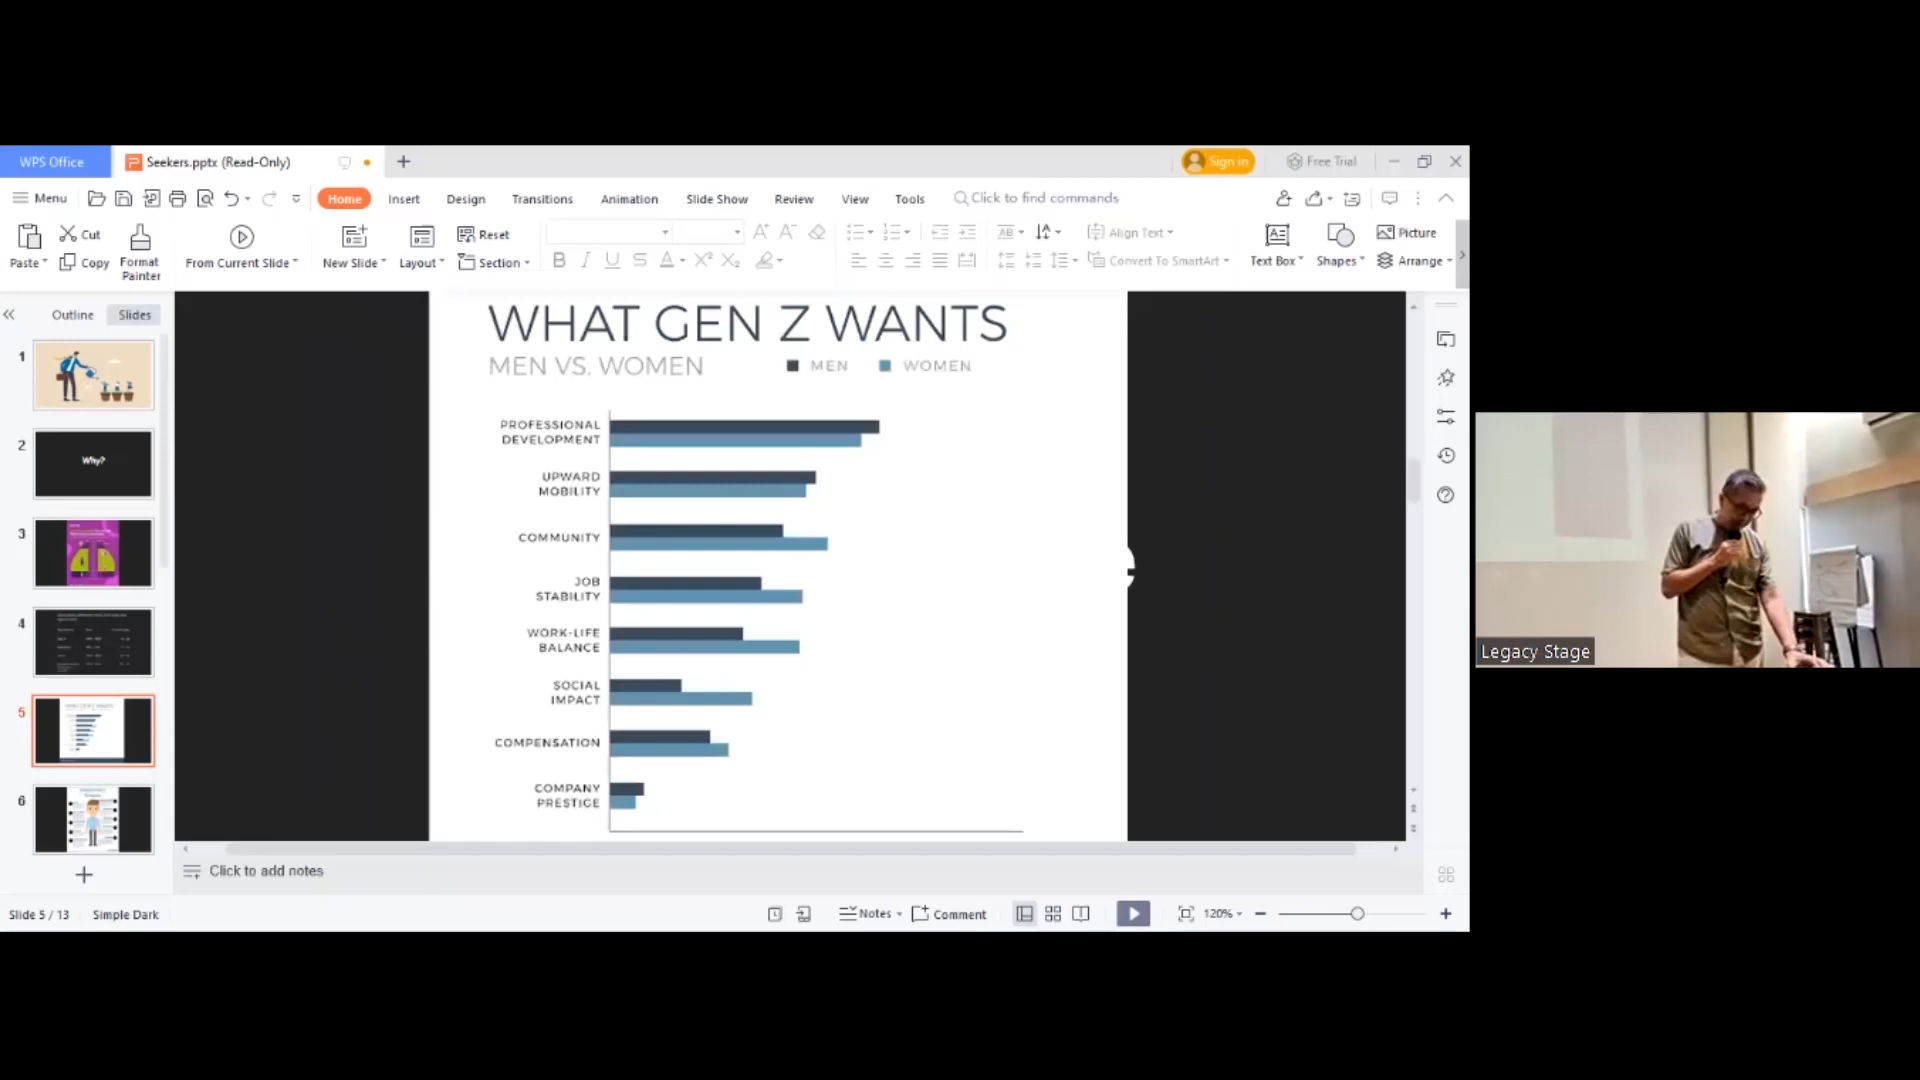 WPS Office
Seekers.pptx (Read-Only)
Sign in
Free Trial
Menu
Home
Insert
Design
Transitions
Animation
Slide Show
Review
View
Tools
Click to find commands
Paste
Cut
Copy
Format
Painter
From Current Slide
New Slide
Layout
Reset
Section
B I U S A X² X₂
AB
Align Text
Convert To SmartArt
Text Box
Shapes
Picture
Arrange
Outline
Slides
1
2
Why?
3
4
5
6
WHAT GEN Z WANTS
MEN VS. WOMEN
MEN
WOMEN
PROFESSIONAL
DEVELOPMENT
UPWARD
MOBILITY
COMMUNITY
JOB
STABILITY
WORK-LIFE
BALANCE
SOCIAL
IMPACT
COMPENSATION
COMPANY
PRESTIGE
e
Legacy Stage
Click to add notes
Slide 5 / 13
Simple Dark
Notes
Comment
120%